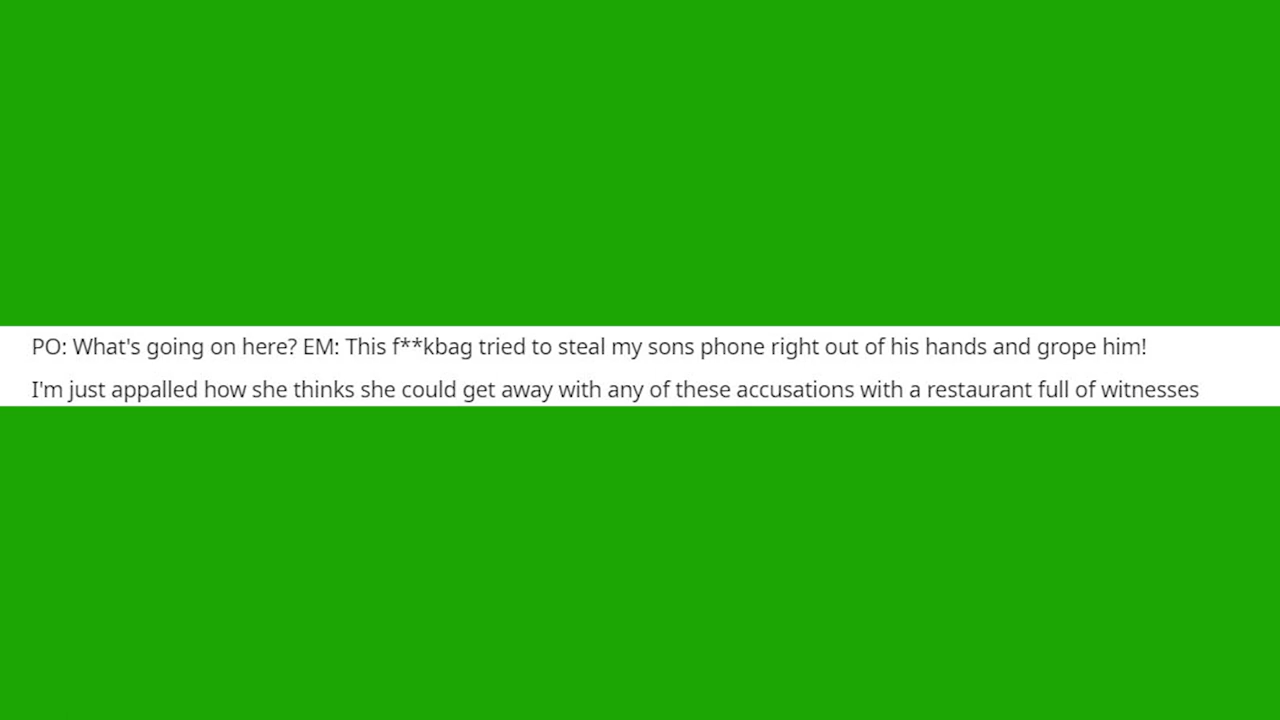 PO: What's going on here? EM: This f**kbag tried to steal my sons phone right out of his hands and grope him!
I'm just appalled how she thinks she could get away with any of these accusations with a restaurant full of witnesses